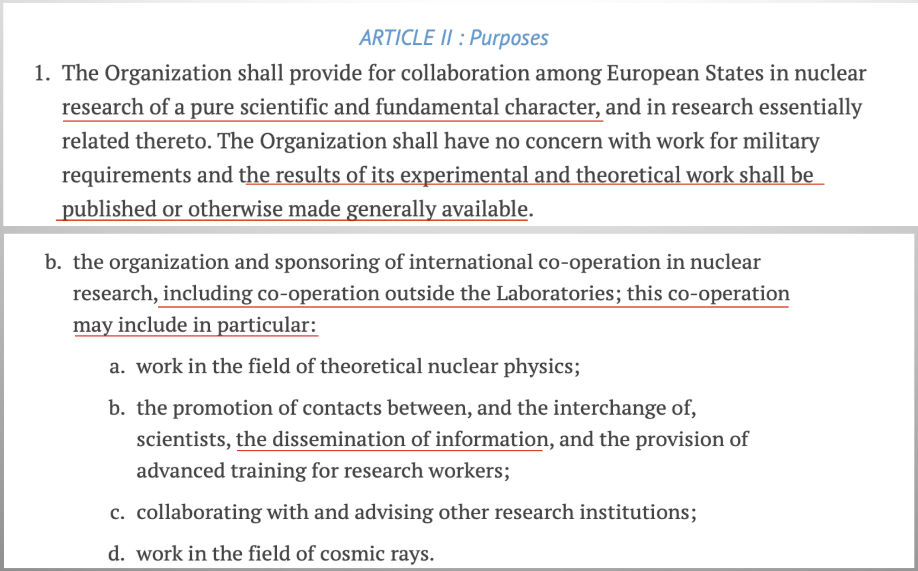 ARTICLE II : Purposes
1. The Organization shall provide for collaboration among European States in nuclear
research of a pure scientific and fundamental character, and in research essentially
related thereto. The Organization shall have no concern with work for military
requirements and the results of its experimental and theoretical work shall be
published or otherwise made generally available.
b. the organization and sponsoring of international co-operation in nuclear
research, including co-operation outside the Laboratories; this co-operation
may include in particular:
a. work in the field of theoretical nuclear physics;
b. the promotion of contacts between, and the interchange of,
scientists, the dissemination of information, and the provision of
advanced training for research workers;
c. collaborating with and advising other research institutions;
d. work in the field of cosmic rays.